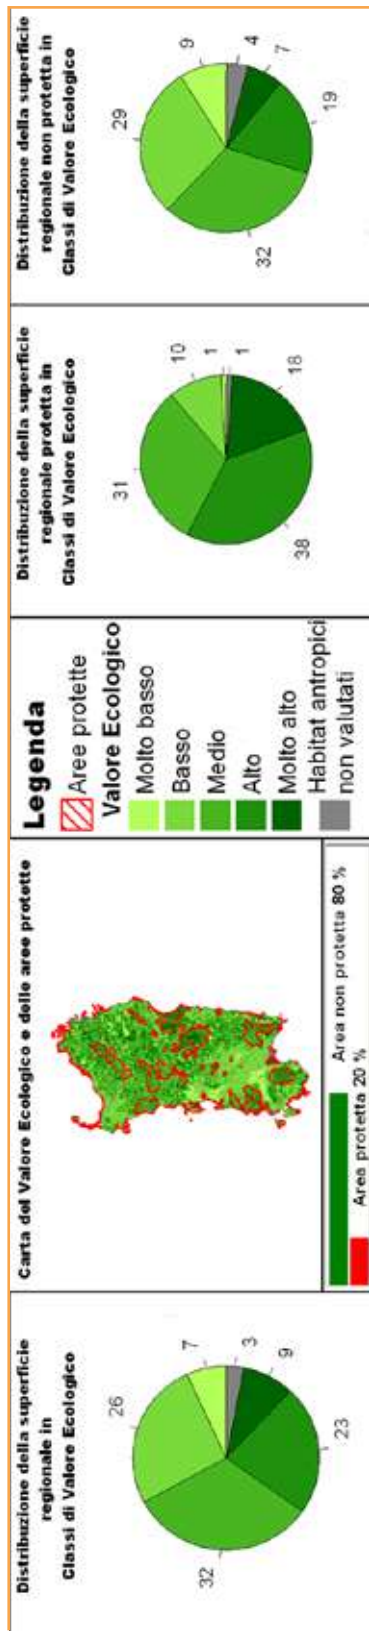 Distribuzione della superficie
regionale in
Classi di Valore Ecologico
7
26
32
23
9
3
Carta del Valore Ecologico e delle aree protette
Area non protetta 80 %
Area protetta 20 %
Legenda
Aree protette
Valore Ecologico
Molto basso
Basso
Medio
Alto
Molto alto
Habitat antropici
non valutati
Distribuzione della superficie
regionale protetta in
Classi di Valore Ecologico
1
10
31
38
18
1
Distribuzione della superficie
regionale non protetta in
Classi di Valore Ecologico
9
29
32
19
7
4